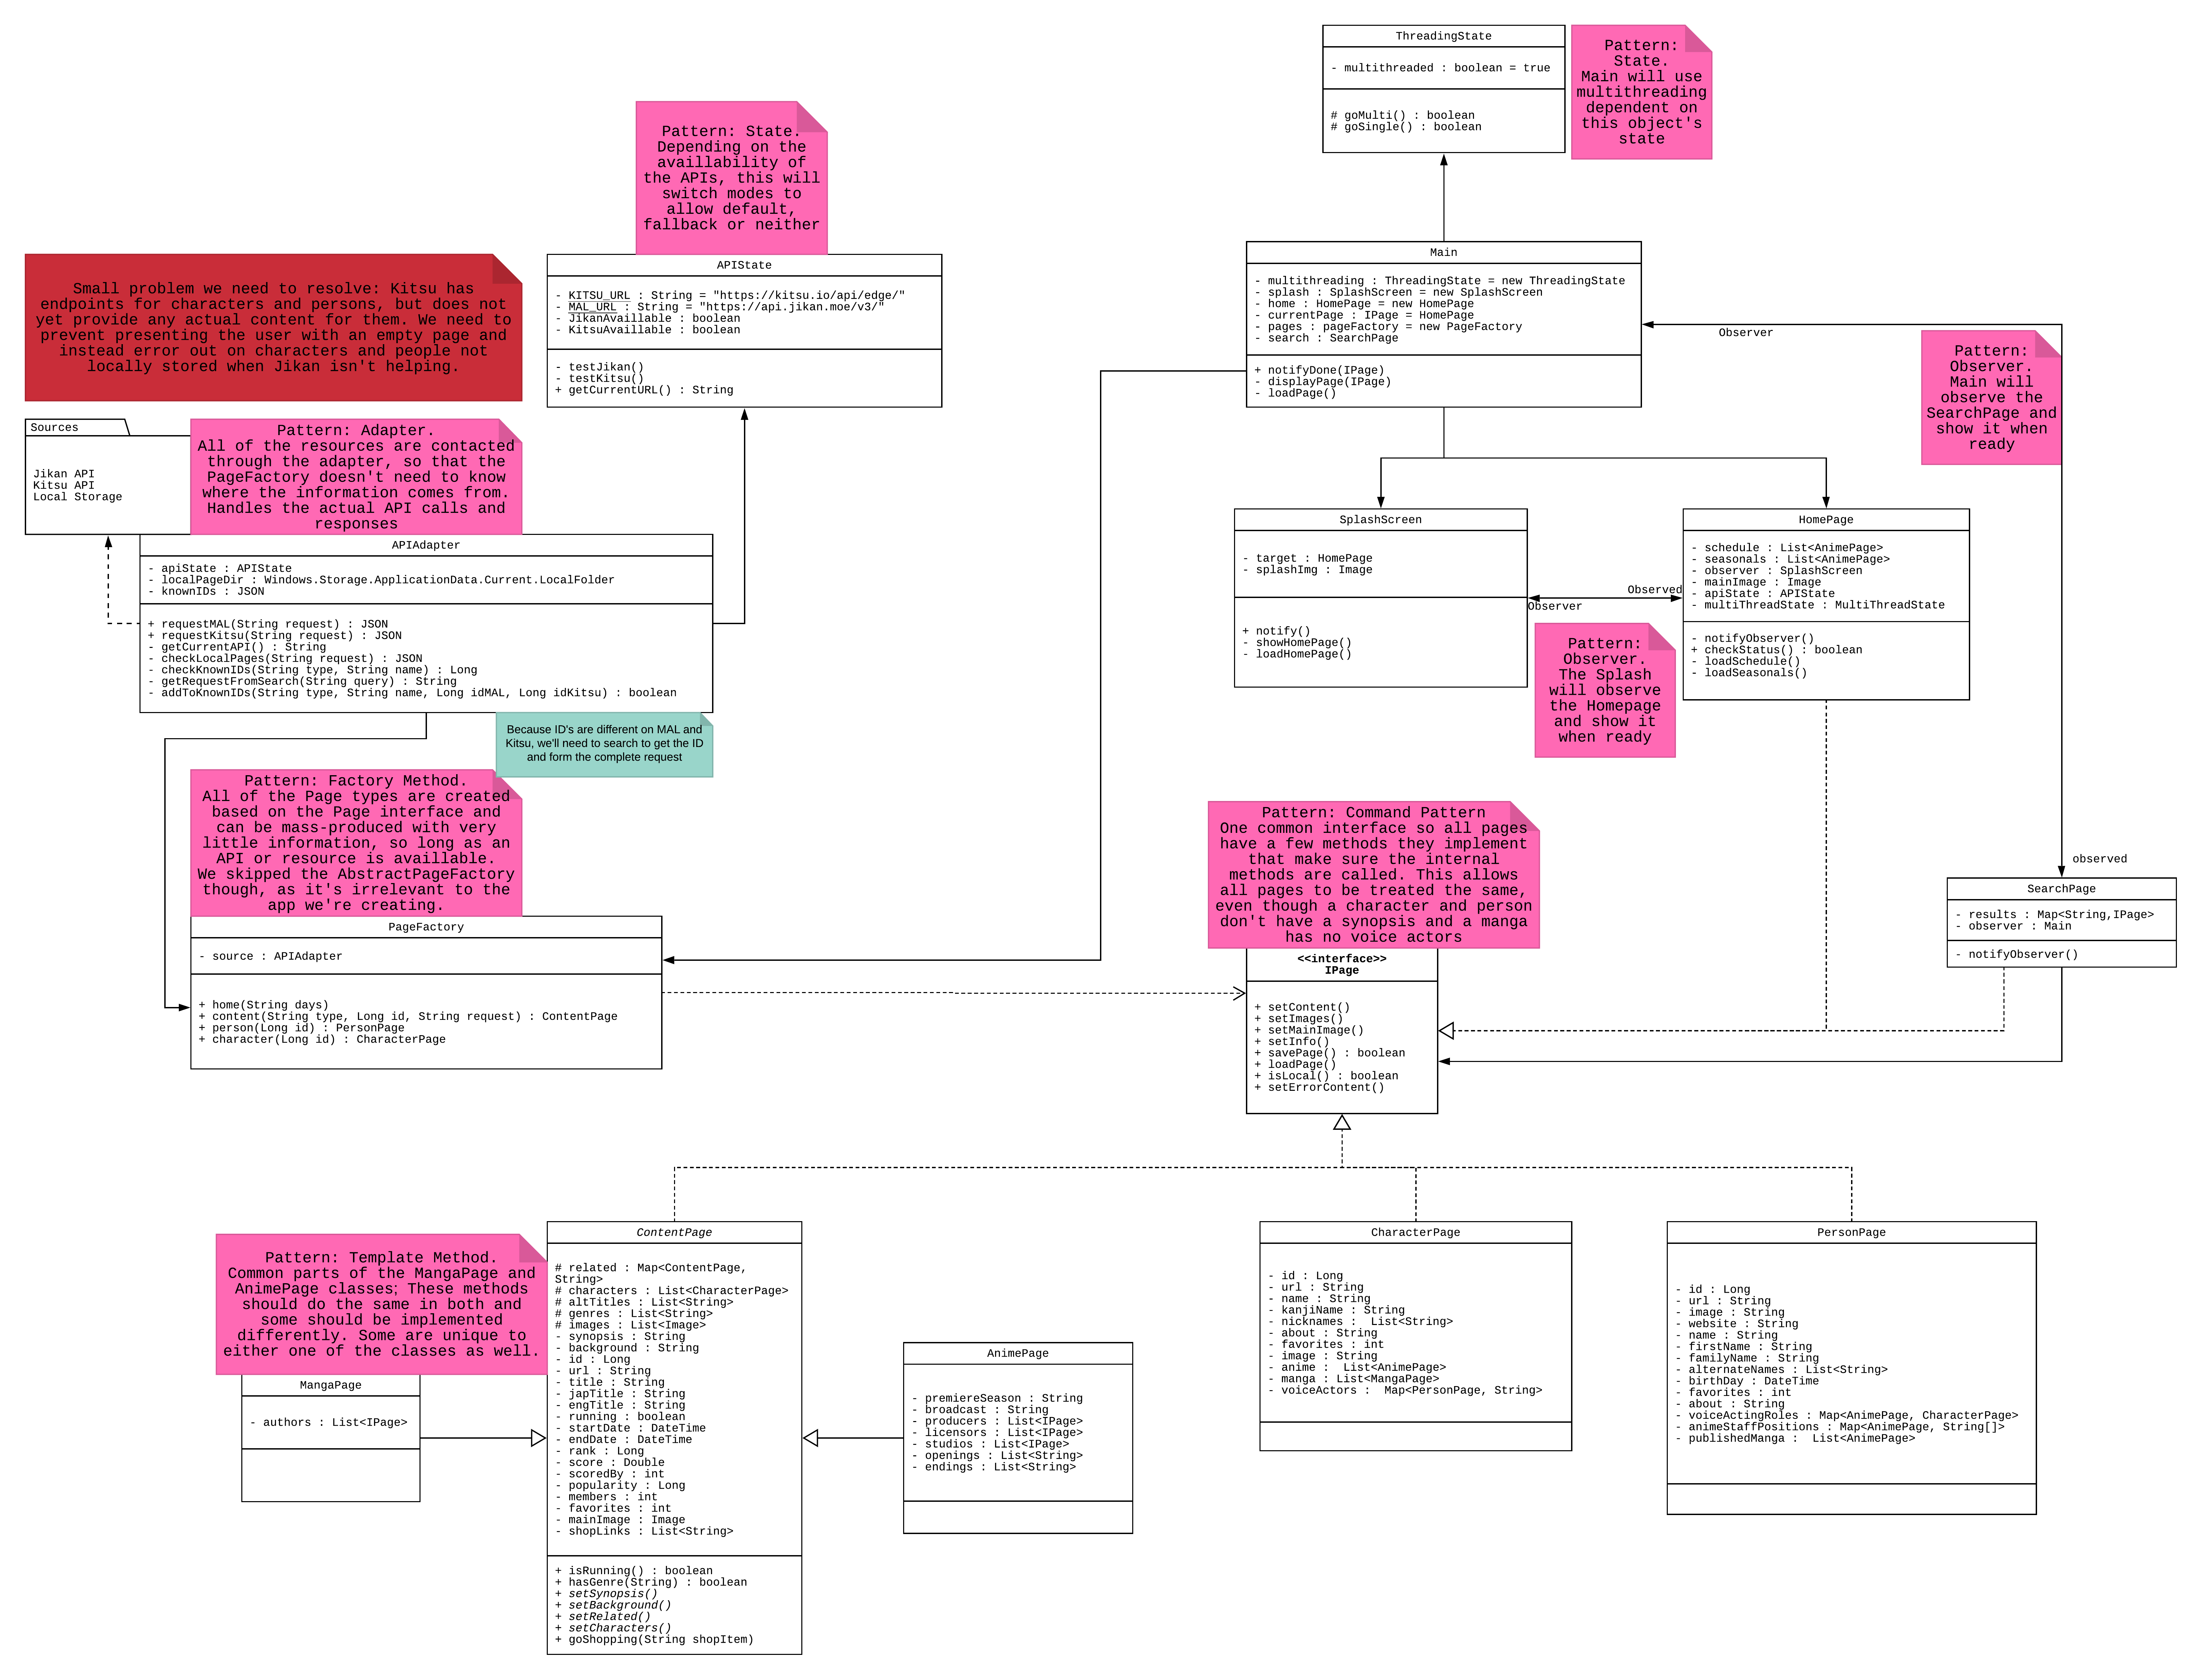 ThreadingState
- multithreaded : boolean = true
# goMulti() : boolean
# goSingle() : boolean
Pattern:
State.
Main will use
multithreading
dependent on
this object's
state
Pattern: State.
Depending on the
availlability of
the APIs, this will
switch modes to
allow default,
fallback or neither
APIState
- KITSU_URL : String = "https://kitsu.io/api/edge/"
- MAL_URL : String = "https://api.jikan.moe/v3/"
- JikanAvaillable : boolean
- KitsuAvaillable : boolean
- testJikan()
- testKitsu()
+ getCurrentURL() : String
Small problem we need to resolve: Kitsu has
endpoints for characters and persons, but does not
yet provide any actual content for them. We need to
prevent presenting the user with an empty page and
instead error out on characters and people not
locally stored when Jikan isn't helping.
Main
- multithreading : ThreadingState = new ThreadingState
- splash : SplashScreen = new SplashScreen
- home : HomePage = new HomePage
- currentPage : IPage = HomePage
- pages : pageFactory = new PageFactory
- search : SearchPage
+ notifyDone(IPage)
- displayPage(IPage)
- loadPage()
Observer
Pattern:
Observer.
Main will
observe the
SearchPage and
show it when
ready
Sources
Jikan API
Kitsu API
Local Storage
Pattern: Adapter.
All of the resources are contacted
through the adapter, so that the
PageFactory doesn't need to know
where the information comes from.
Handles the actual API calls and
responses
APIAdapter
- apiState : APIState
- localPageDir : Windows.Storage.ApplicationData.Current.LocalFolder
- knownIDs : JSON
+ requestMAL(String request) : JSON
+ requestKitsu(String request) : JSON
- getCurrentAPI() : String
- checkLocalPages(String request) : JSON
- checkKnownIDs(String type, String name) : Long
- getRequestFromSearch(String query) : String
- addToKnownIDs(String type, String name, Long idMAL, Long idKitsu) : boolean
Because ID's are different on MAL and
Kitsu, we'll need to search to get the ID
and form the complete request
SplashScreen
- target : HomePage
- splashImg : Image
+ notify()
- showHomePage()
- loadHomePage()
Observed
Observer
HomePage
- schedule : List<AnimePage>
- seasonals : List<AnimePage>
- observer : SplashScreen
- mainImage : Image
- apiState : APIState
- multiThreadState : MultiThreadState
- notifyObserver()
+ checkStatus() : boolean
- loadSchedule()
- loadSeasonals()
Pattern:
Observer.
The Splash
will observe
the Homepage
and show it
when ready
Pattern: Factory Method.
All of the Page types are created
based on the Page interface and
can be mass-produced with very
little information, so long as an
API or resource is availlable.
We skipped the AbstractPageFactory
though, as it's irrelevant to the
app we're creating.
PageFactory
- source : APIAdapter
+ home(String days)
+ content(String type, Long id, String request) : ContentPage
+ person(Long id) : PersonPage
+ character(Long id) : CharacterPage
Pattern: Command Pattern
One common interface so all pages
have a few methods they implement
that make sure the internal
methods are called. This allows
all pages to be treated the same,
even though a character and person
don't have a synopsis and a manga
has no voice actors
<<interface>>
IPage
+ setContent()
+ setImages()
+ setMainImage()
+ setInfo()
+ savePage() : boolean
+ loadPage()
+ isLocal() : boolean
+ setErrorContent()
observed
SearchPage
- results : Map<String,IPage>
- observer : Main
- notifyObserver()
Pattern: Template Method.
Common parts of the MangaPage and
AnimePage classes; These methods
should do the same in both and
some should be implemented
differently. Some are unique to
either one of the classes as well.
MangaPage
- authors : List<IPage>
ContentPage
# related : Map<ContentPage,
String>
# characters : List<CharacterPage>
# altTitles : List<String>
# genres : List<String>
# images : List<Image>
- synopsis : String
- background : String
- id : Long
- url : String
- title : String
- japTitle : String
- engTitle : String
- running : boolean
- startDate : DateTime
- endDate : DateTime
- rank : Long
- score : Double
- scoredBy : int
- popularity : Long
- members : int
- favorites : int
- mainImage : Image
- shopLinks : List<String>
+ isRunning() : boolean
+ hasGenre(String) : boolean
+ setSynopsis()
+ setBackground()
+ setRelated()
+ setCharacters()
+ goShopping(String shopItem)
AnimePage
- premiereSeason : String
- broadcast : String
- producers : List<IPage>
- licensors : List<IPage>
- studios : List<IPage>
- openings : List<String>
- endings : List<String>
CharacterPage
- id : Long
- url : String
- name : String
- kanjiName : String
- nicknames :  List<String>
- about : String
- favorites : int
- image : String
- anime :  List<AnimePage>
- manga : List<MangaPage>
- voiceActors :  Map<PersonPage, String>
PersonPage
- id : Long
- url : String
- image : String
- website : String
- name : String
- firstName : String
- familyName : String
- alternateNames : List<String>
- birthDay : DateTime
- favorites : int
- about : String
- voiceActingRoles : Map<AnimePage, CharacterPage>
- animeStaffPositions : Map<AnimePage, String[]>
- publishedManga :  List<AnimePage>